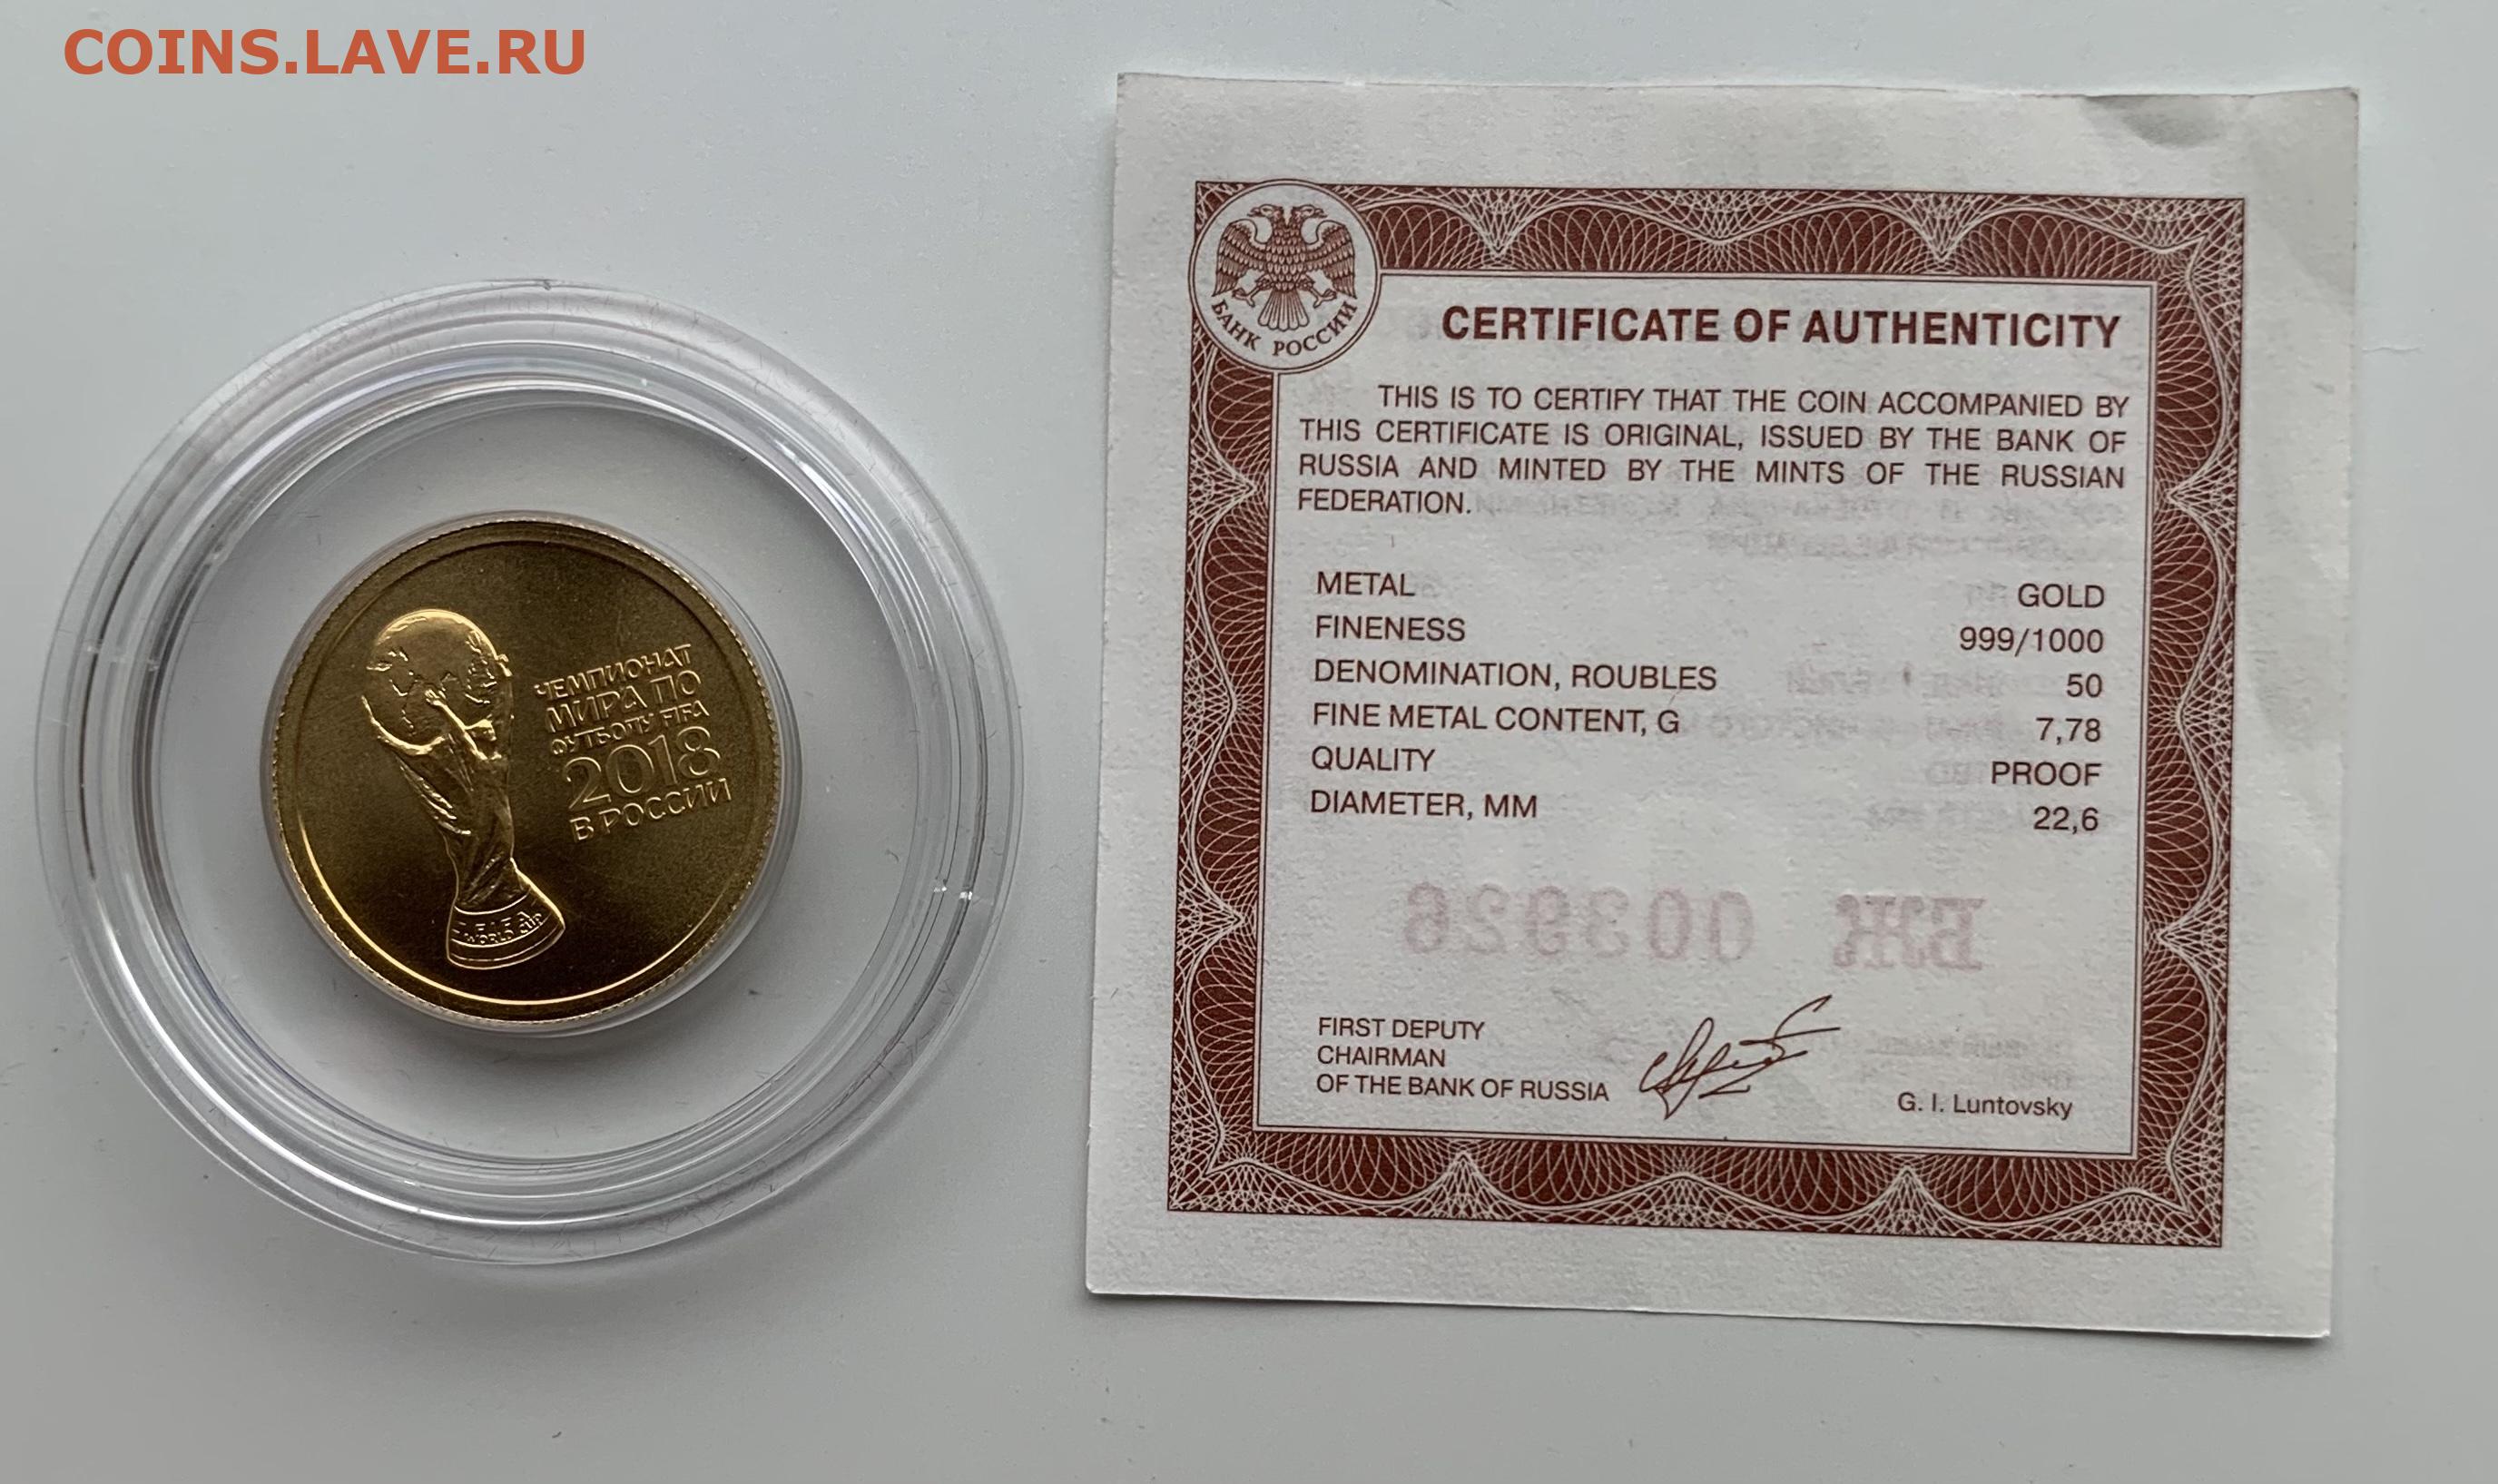 COINS.LAVE.RU
ЧЕМПИОНАТ
МИРА ПО
ФУТБОЛУ FIFA
2018
В РОССИИ
FIFA
WORLD CUP
БАНК РОССИИ
CERTIFICATE OF AUTHENTICITY
THIS IS TO CERTIFY THAT THE COIN ACCOMPANIED BY
THIS CERTIFICATE IS ORIGINAL, ISSUED BY THE BANK OF
RUSSIA AND MINTED BY THE MINTS OF THE RUSSIAN
FEDERATION.
METAL GOLD
FINENESS 999/1000
DENOMINATION, ROUBLES 50
FINE METAL CONTENT, G 7,78
QUALITY PROOF
DIAMETER, MM 22,6
БЖ 003926
FIRST DEPUTY
CHAIRMAN
OF THE BANK OF RUSSIA
G. I. Luntovsky